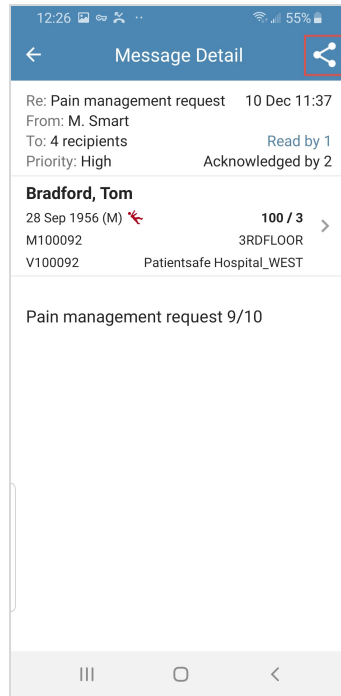 12:26 55%
Message Detail
Re: Pain management request 10 Dec 11:37
From: M. Smart
To: 4 recipients Read by 1
Priority: High Acknowledged by 2
Bradford, Tom
28 Sep 1956 (M) 100 / 3
M100092 3RDFLOOR
V100092 Patientsafe Hospital_WEST
Pain management request 9/10